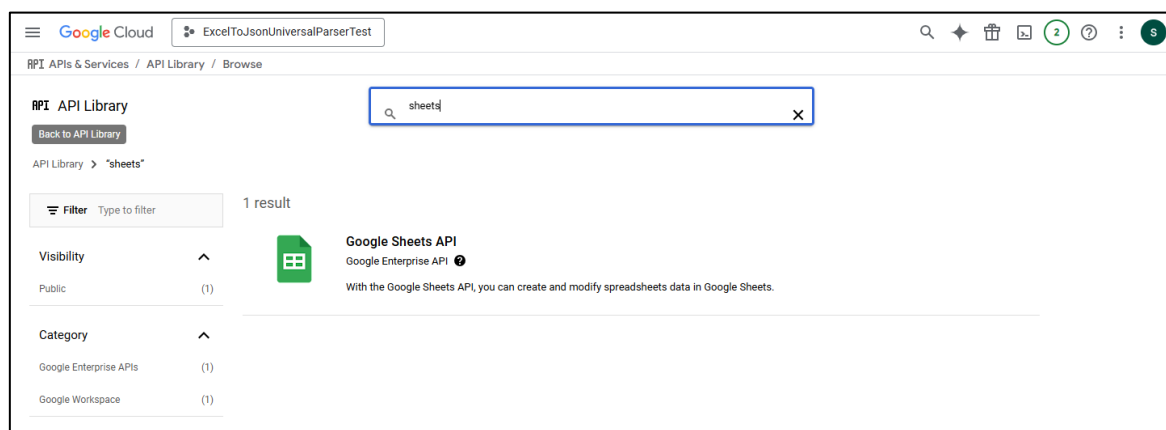 Google Cloud ExcelToJsonUniversalParserTest 2 S
API APIs & Services / API Library / Browse
API API Library
sheets
Back to API Library
API Library > "sheets"
Filter Type to filter
1 result
Google Sheets API
Google Enterprise API
With the Google Sheets API, you can create and modify spreadsheets data in Google Sheets.
Visibility
Public (1)
Category
Google Enterprise APIs (1)
Google Workspace (1)